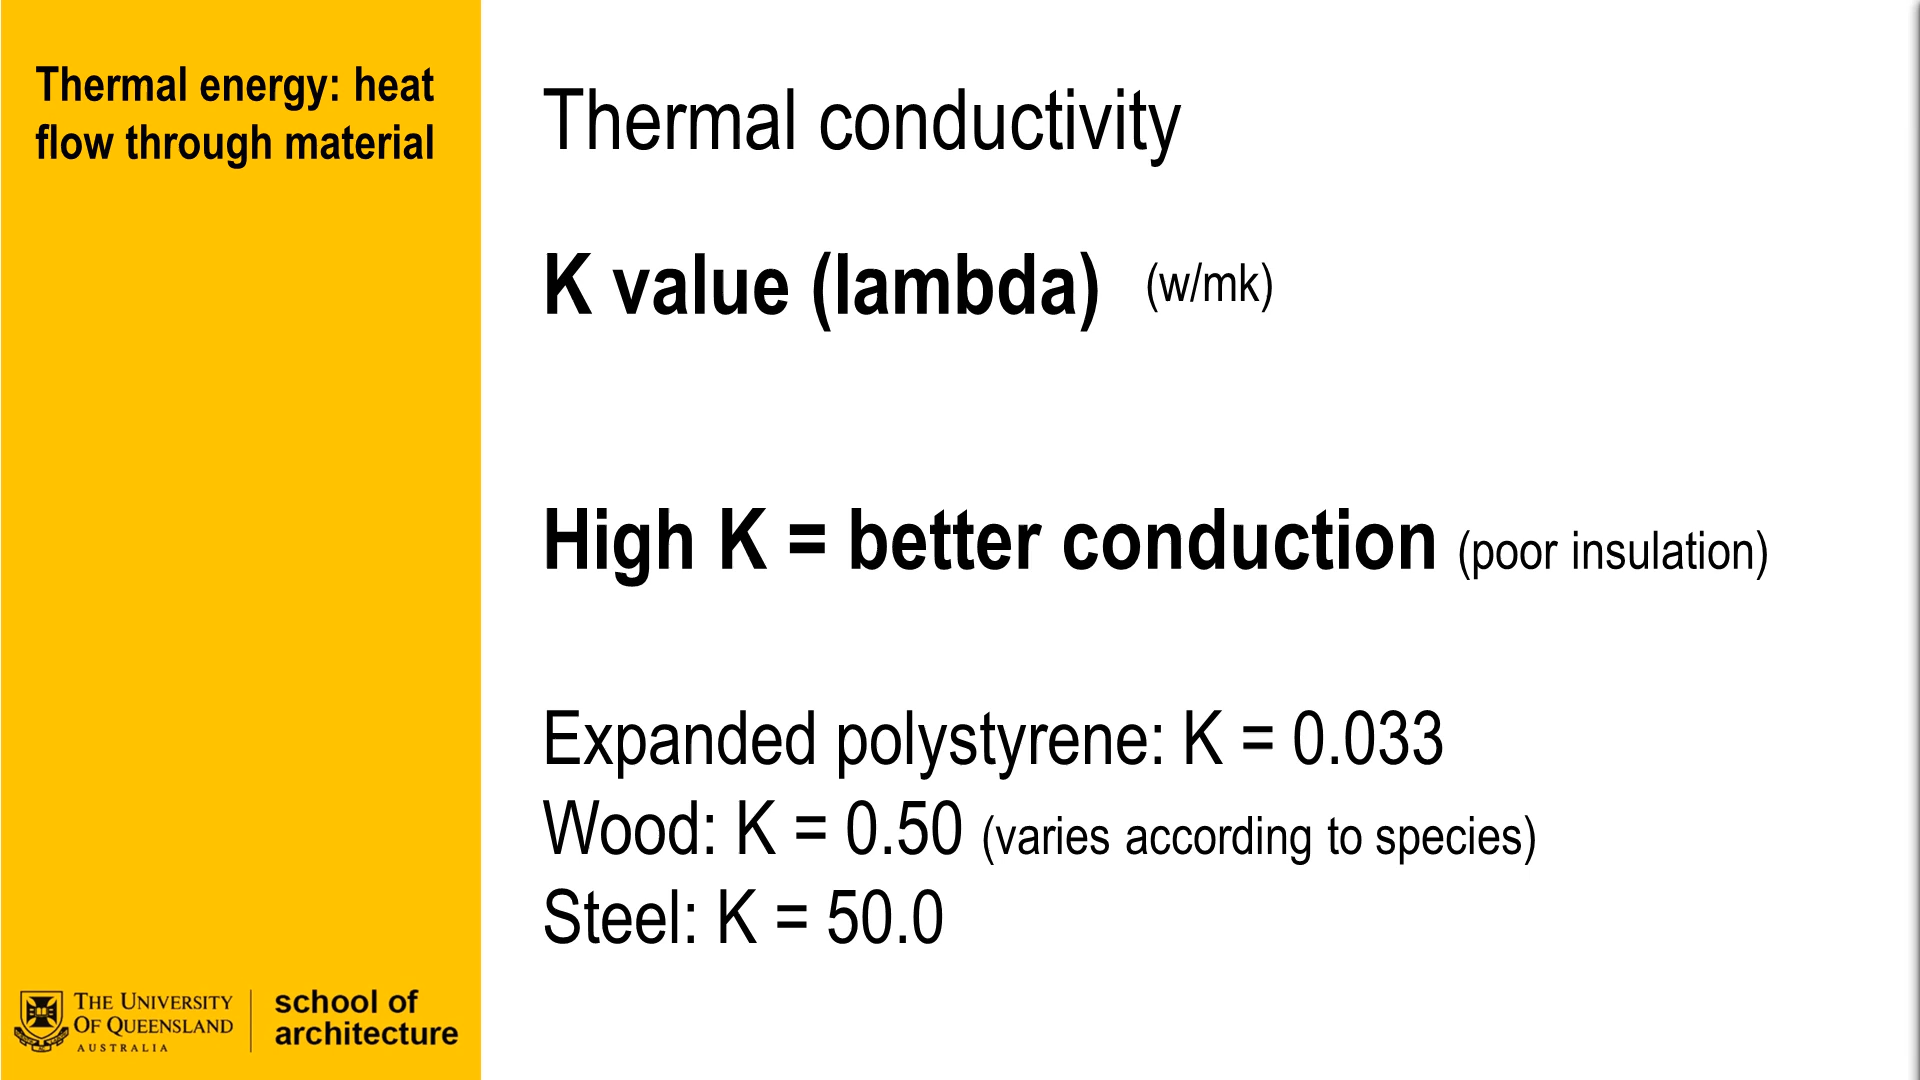 Thermal energy: heat
flow through material
Thermal conductivity
K value (lambda) (w/mk)
High K = better conduction (poor insulation)
Expanded polystyrene: K = 0.033
Wood: K = 0.50 (varies according to species)
Steel: K = 50.0
THE UNIVERSITY
OF QUEENSLAND
AUSTRALIA
school of
architecture